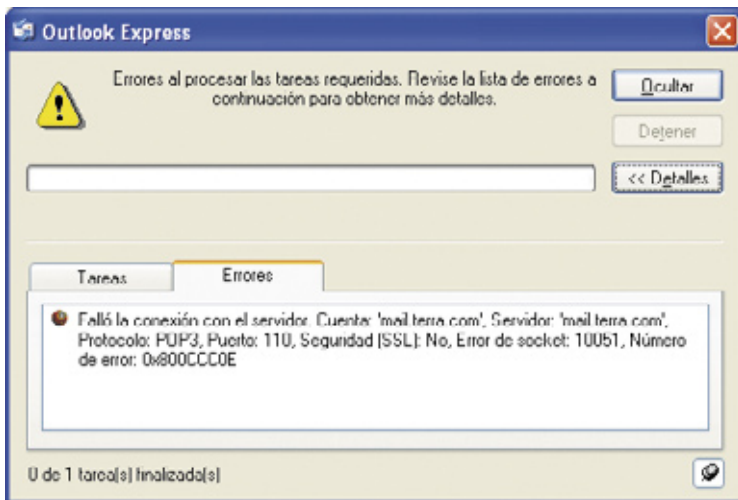 Outlook Express
Errores al procesar las tareas requeridas. Revise la lista de errores a
continuación para obtener más detalles.
Ocultar
Detener
<< Detalles
Tareas
Errores
Falló la conexión con el servidor. Cuenta: 'mail.terra.com', Servidor: 'mail.terra.com',
Protocolo: POP3, Puerto: 110, Seguridad (SSL): No, Error de socket: 10051, Número
de error: 0x800CCC0E
0 de 1 tarea(s) finalizada(s)